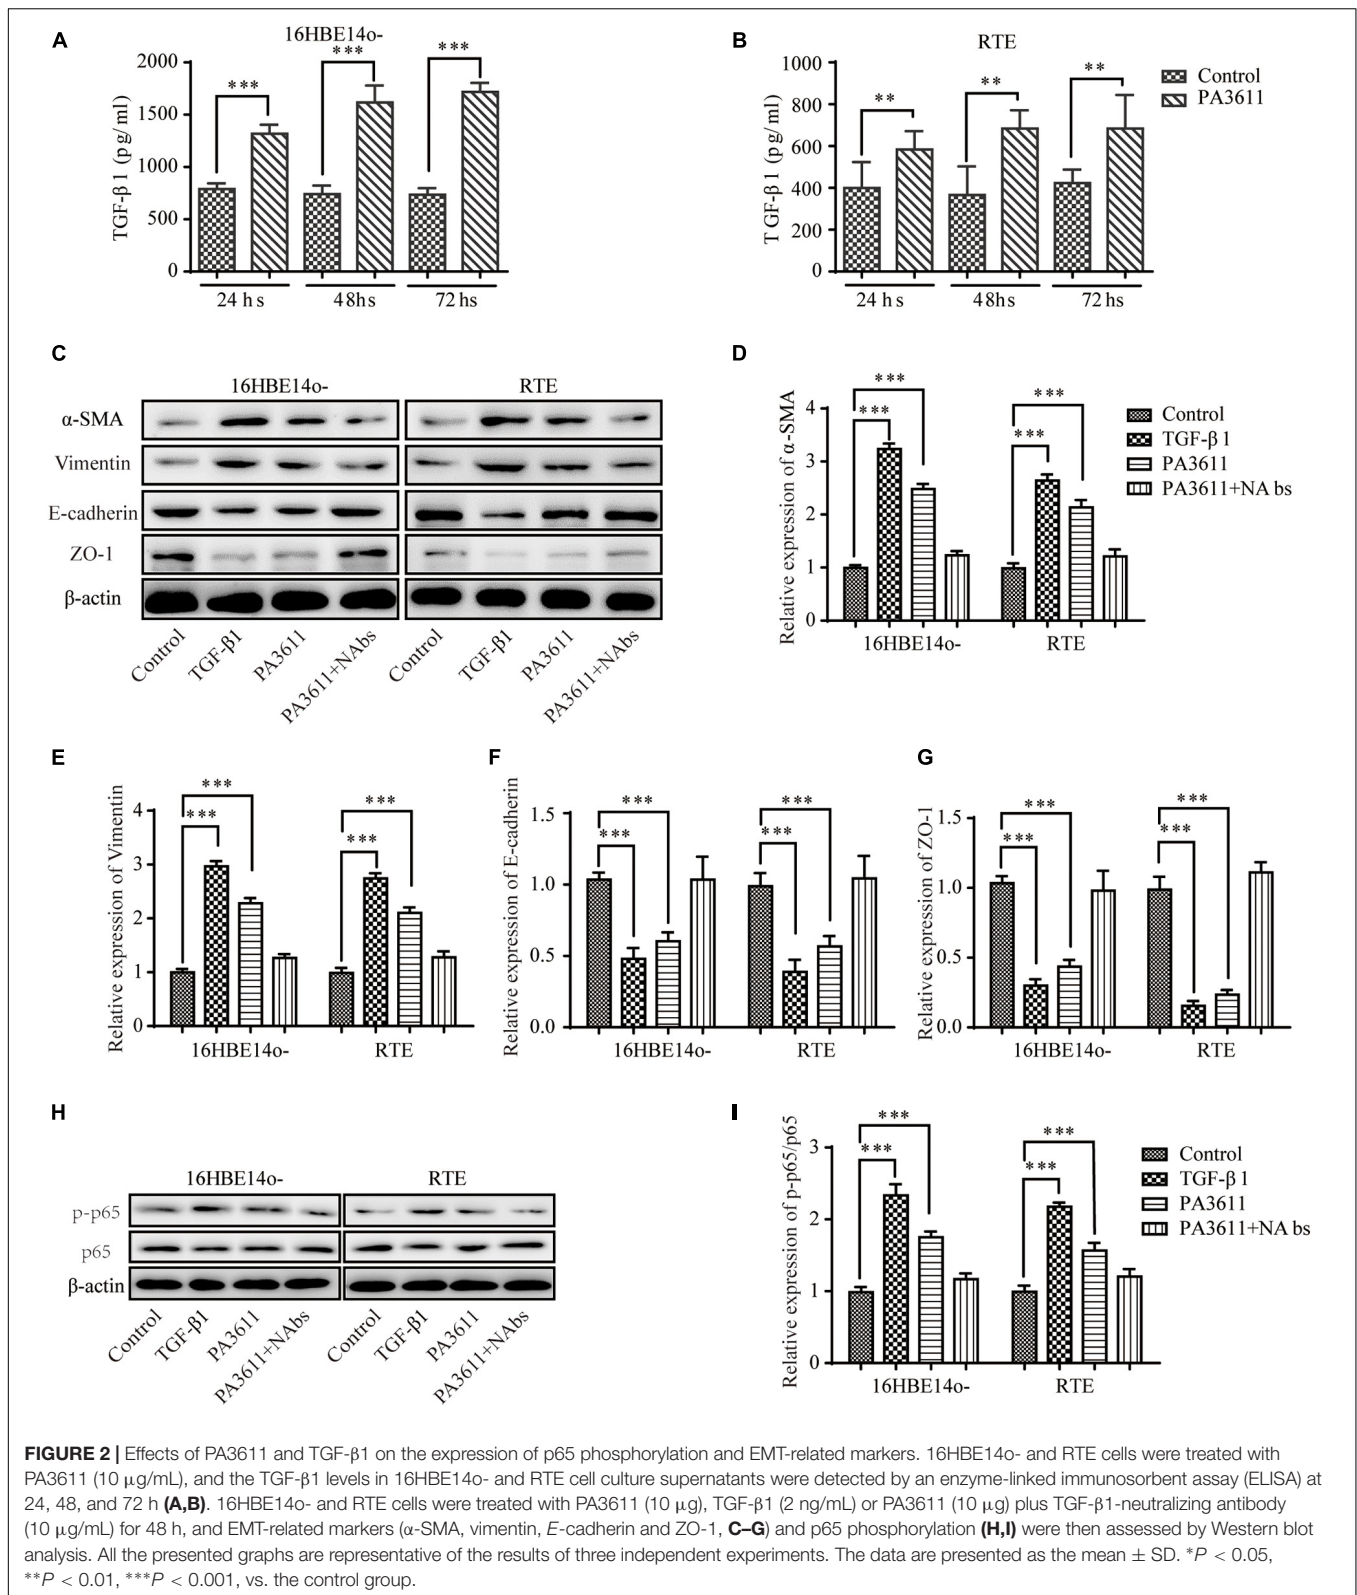 A
16HBE14o-
TGF-β1 (pg/ml)
2000
1500
1000
500
0
***
***
***
24 hs
48hs
72hs
B
RTE
TGF-β1 (pg/ml)
1000
800
600
400
200
0
**
**
**
24 hs
48hs
72hs
Control
PA3611
C
16HBE14o-
RTE
α-SMA
Vimentin
E-cadherin
ZO-1
β-actin
Control
TGF-β1
PA3611
PA3611+NAbs
Control
TGF-β1
PA3611
PA3611+NAbs
D
Relative expression of α-SMA
4
3
2
1
0
***
***
***
***
16HBE14o-
RTE
Control
TGF-β1
PA3611
PA3611+NAbs
E
Relative expression of Vimentin
4
3
2
1
0
***
***
***
***
16HBE14o-
RTE
F
Relative expression of E-cadherin
1.5
1.0
0.5
0.0
***
***
***
***
16HBE14o-
RTE
G
Relative expression of ZO-1
1.5
1.0
0.5
0.0
***
***
***
***
16HBE14o-
RTE
H
16HBE14o-
RTE
p-p65
p65
β-actin
Control
TGF-β1
PA3611
PA3611+NAbs
Control
TGF-β1
PA3611
PA3611+NAbs
I
Relative expression of p-p65/p65
3
2
1
0
***
***
***
***
16HBE14o-
RTE
Control
TGF-β1
PA3611
PA3611+NAbs
FIGURE 2 | Effects of PA3611 and TGF-β1 on the expression of p65 phosphorylation and EMT-related markers. 16HBE14o- and RTE cells were treated with
PA3611 (10 μg/mL), and the TGF-β1 levels in 16HBE14o- and RTE cell culture supernatants were detected by an enzyme-linked immunosorbent assay (ELISA) at
24, 48, and 72 h (A,B). 16HBE14o- and RTE cells were treated with PA3611 (10 μg), TGF-β1 (2 ng/mL) or PA3611 (10 μg) plus TGF-β1-neutralizing antibody
(10 μg/mL) for 48 h, and EMT-related markers (α-SMA, vimentin, E-cadherin and ZO-1, C–G) and p65 phosphorylation (H,I) were then assessed by Western blot
analysis. All the presented graphs are representative of the results of three independent experiments. The data are presented as the mean ± SD. *P < 0.05,
**P < 0.01, ***P < 0.001, vs. the control group.